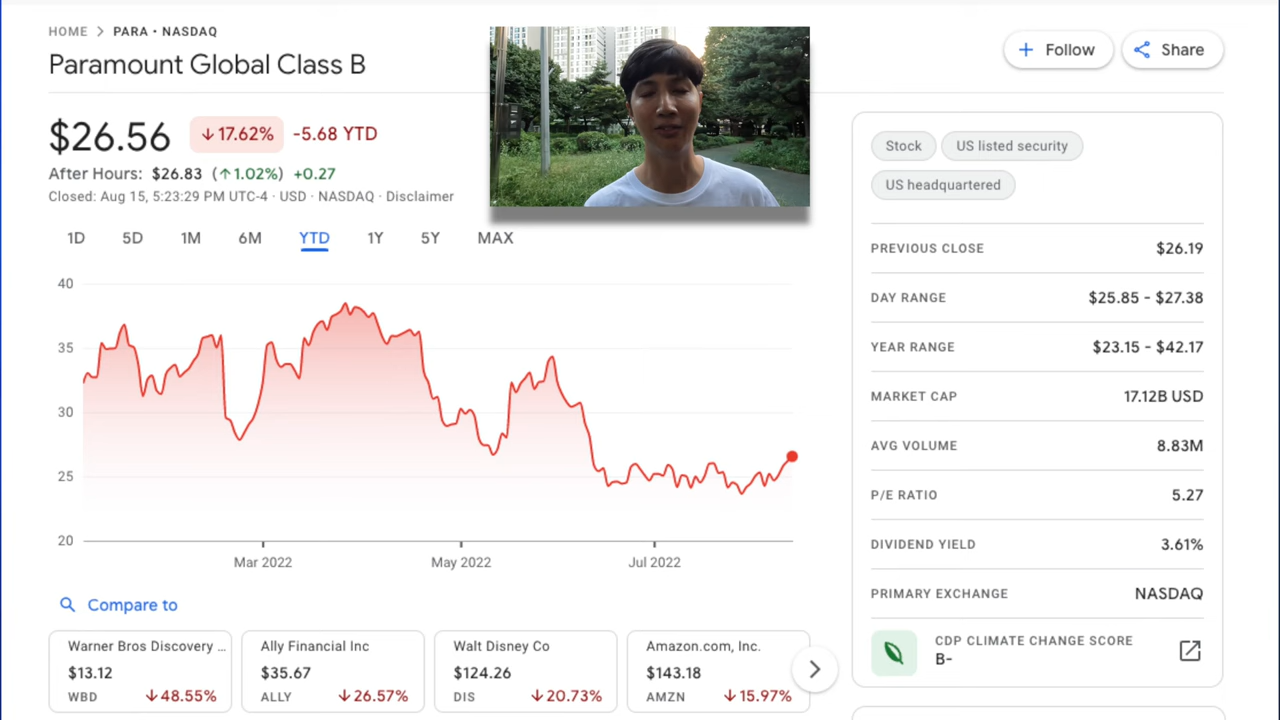 HOME > PARA • NASDAQ
Paramount Global Class B
Follow
Share
$26.56 ↓17.62% -5.68 YTD
After Hours: $26.83 (↑1.02%) +0.27
Closed: Aug 15, 5:23:29 PM UTC-4 · USD · NASDAQ · Disclaimer
1D 5D 1M 6M YTD 1Y 5Y MAX
40
35
30
25
20
Mar 2022 May 2022 Jul 2022
Compare to
Warner Bros Discovery ...
$13.12
WBD ↓48.55%
Ally Financial Inc
$35.67
ALLY ↓26.57%
Walt Disney Co
$124.26
DIS ↓20.73%
Amazon.com, Inc.
$143.18
AMZN ↓15.97%
Stock
US listed security
US headquartered
PREVIOUS CLOSE $26.19
DAY RANGE $25.85 - $27.38
YEAR RANGE $23.15 - $42.17
MARKET CAP 17.12B USD
AVG VOLUME 8.83M
P/E RATIO 5.27
DIVIDEND YIELD 3.61%
PRIMARY EXCHANGE NASDAQ
CDP CLIMATE CHANGE SCORE
B-